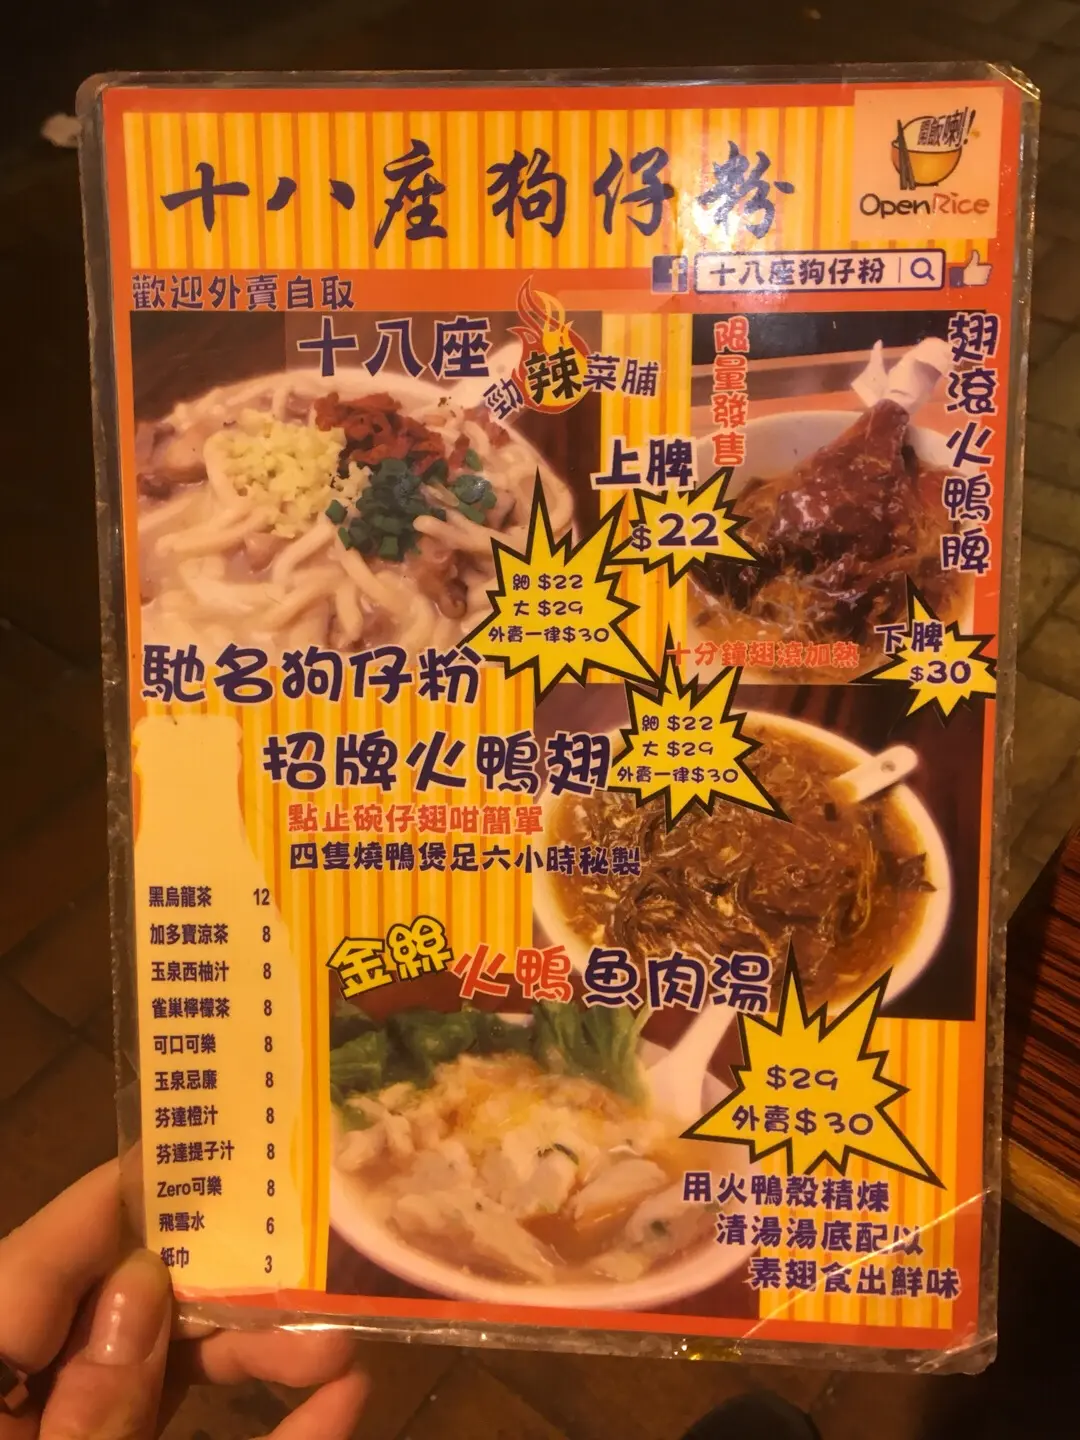 十八座狗仔粉
開飯喇!
OpenRice
f 十八座狗仔粉
歡迎外賣自取
十八座
勁辣菜脯
限量發售
翅滾火鴨脾
上脾
$22
細 $22
大 $29
外賣一律$30
馳名狗仔粉
十分鐘翅滾加熱
下脾
$30
招牌火鴨翅
細 $22
大 $29
外賣一律$30
點止碗仔翅咁簡單
四隻燒鴨煲足六小時秘製
黑烏龍茶 12
加多寶涼茶 8
玉泉西柚汁 8
雀巢檸檬茶 8
可口可樂 8
玉泉忌廉 8
芬達橙汁 8
芬達提子汁 8
Zero可樂 8
飛雪水 6
紙巾 3
金絲火鴨魚肉湯
$29
外賣$30
用火鴨殼精煉
清湯湯底配以
素翅食出鮮味